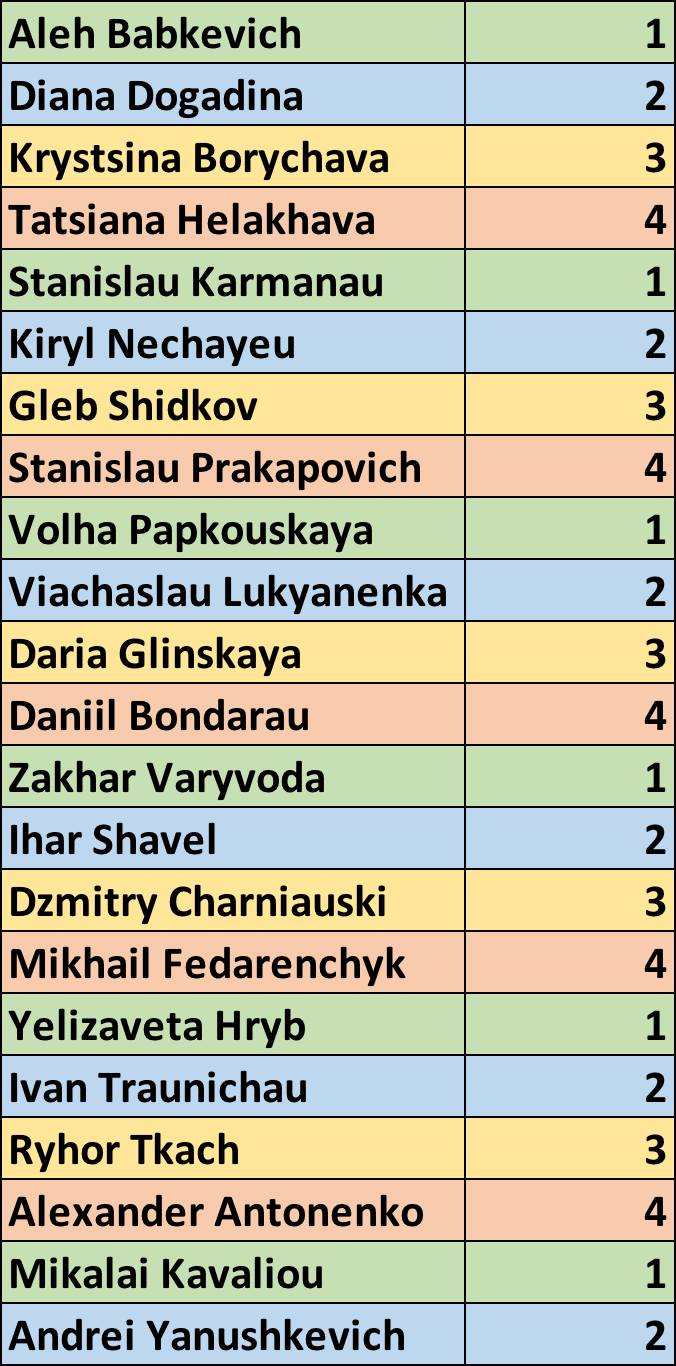 Aleh Babkevich 1
Diana Dogadina 2
Krystsina Borychava 3
Tatsiana Helakhava 4
Stanislau Karmanau 1
Kiryl Nechayeu 2
Gleb Shidkov 3
Stanislau Prakapovich 4
Volha Papkouskaya 1
Viachaslau Lukyanenka 2
Daria Glinskaya 3
Daniil Bondarau 4
Zakhar Varyvoda 1
Ihar Shavel 2
Dzmitry Charniauski 3
Mikhail Fedarenchyk 4
Yelizaveta Hryb 1
Ivan Traunichau 2
Ryhor Tkach 3
Alexander Antonenko 4
Mikalai Kavaliou 1
Andrei Yanushkevich 2